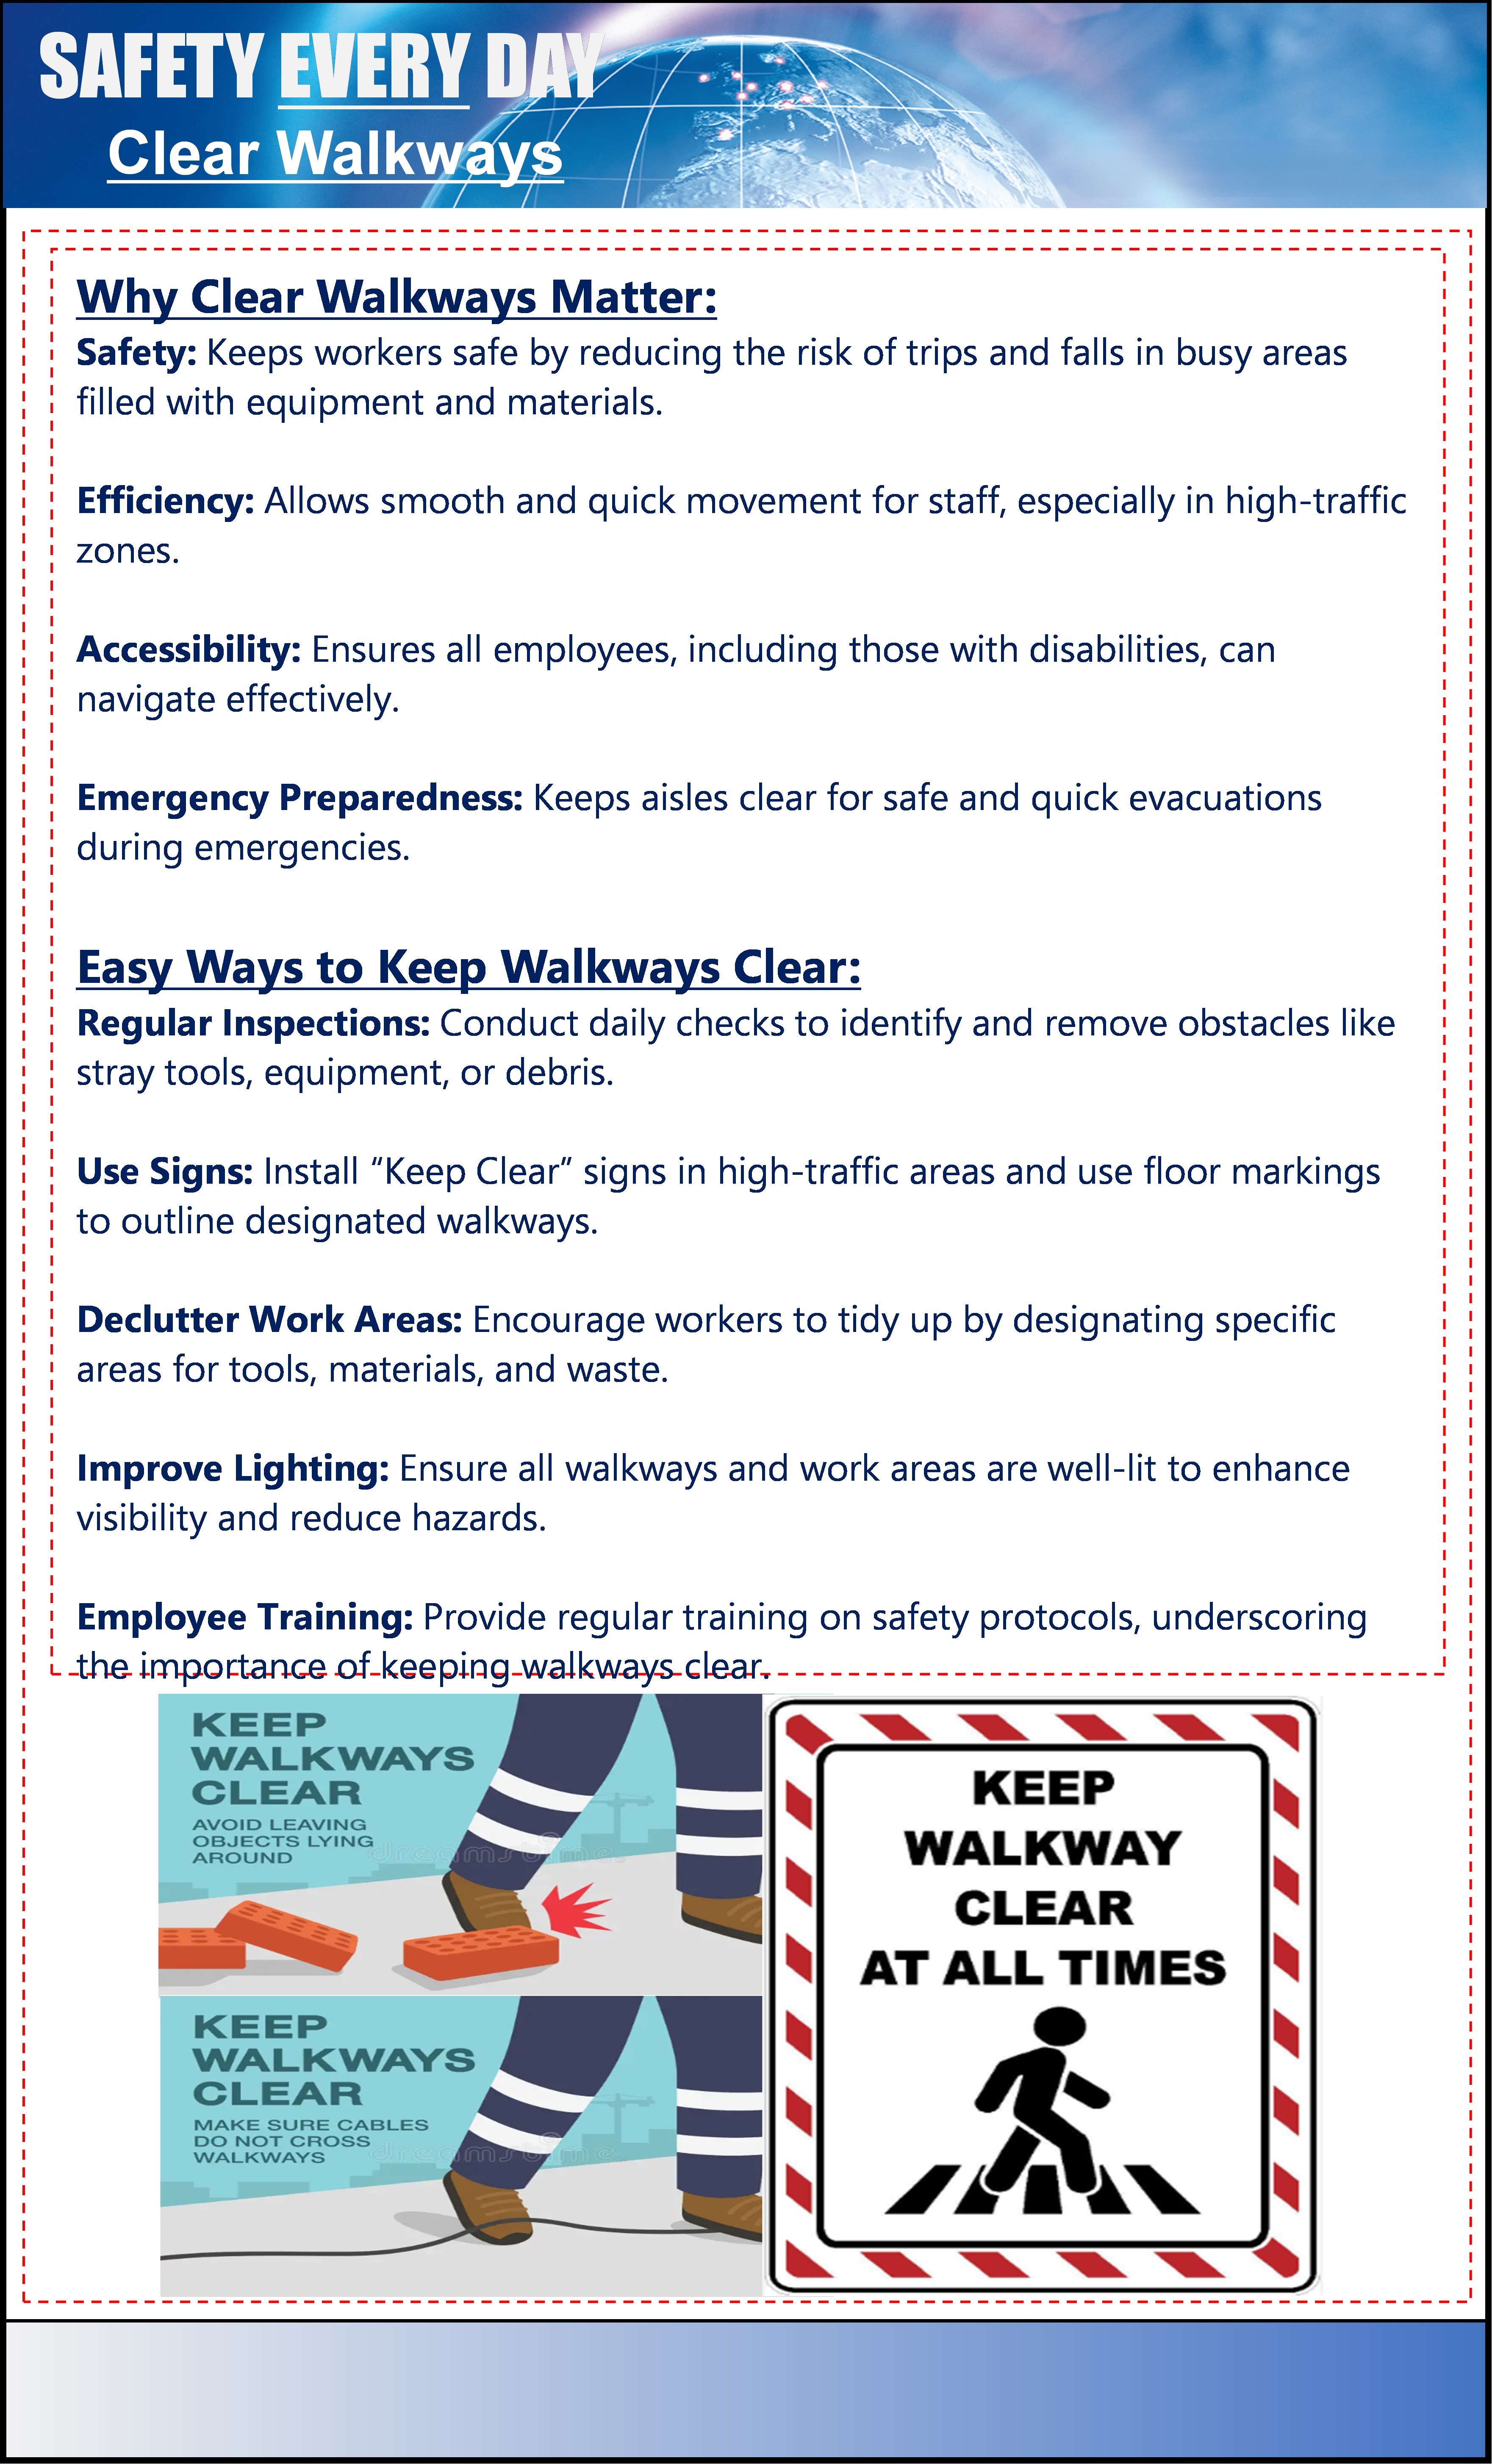 SAFETY EVERY DAY
Clear Walkways
Why Clear Walkways Matter:
Safety: Keeps workers safe by reducing the risk of trips and falls in busy areas
filled with equipment and materials.
Efficiency: Allows smooth and quick movement for staff, especially in high-traffic
zones.
Accessibility: Ensures all employees, including those with disabilities, can
navigate effectively.
Emergency Preparedness: Keeps aisles clear for safe and quick evacuations
during emergencies.
Easy Ways to Keep Walkways Clear:
Regular Inspections: Conduct daily checks to identify and remove obstacles like
stray tools, equipment, or debris.
Use Signs: Install “Keep Clear” signs in high-traffic areas and use floor markings
to outline designated walkways.
Declutter Work Areas: Encourage workers to tidy up by designating specific
areas for tools, materials, and waste.
Improve Lighting: Ensure all walkways and work areas are well-lit to enhance
visibility and reduce hazards.
Employee Training: Provide regular training on safety protocols, underscoring
the importance of keeping walkways clear.
KEEP
WALKWAYS
CLEAR
AVOID LEAVING
OBJECTS LYING
AROUND
dreamstime
KEEP
WALKWAYS
CLEAR
MAKE SURE CABLES
DO NOT CROSS
WALKWAYS
dreamstime
KEEP
WALKWAY
CLEAR
AT ALL TIMES